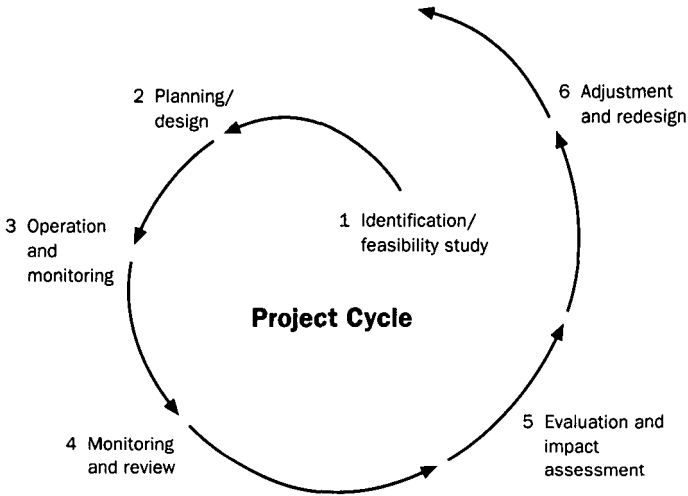 1 Identification/
feasibility study
2 Planning/
design
3 Operation
and
monitoring
4 Monitoring
and review
5 Evaluation and
impact
assessment
6 Adjustment
and redesign
Project Cycle